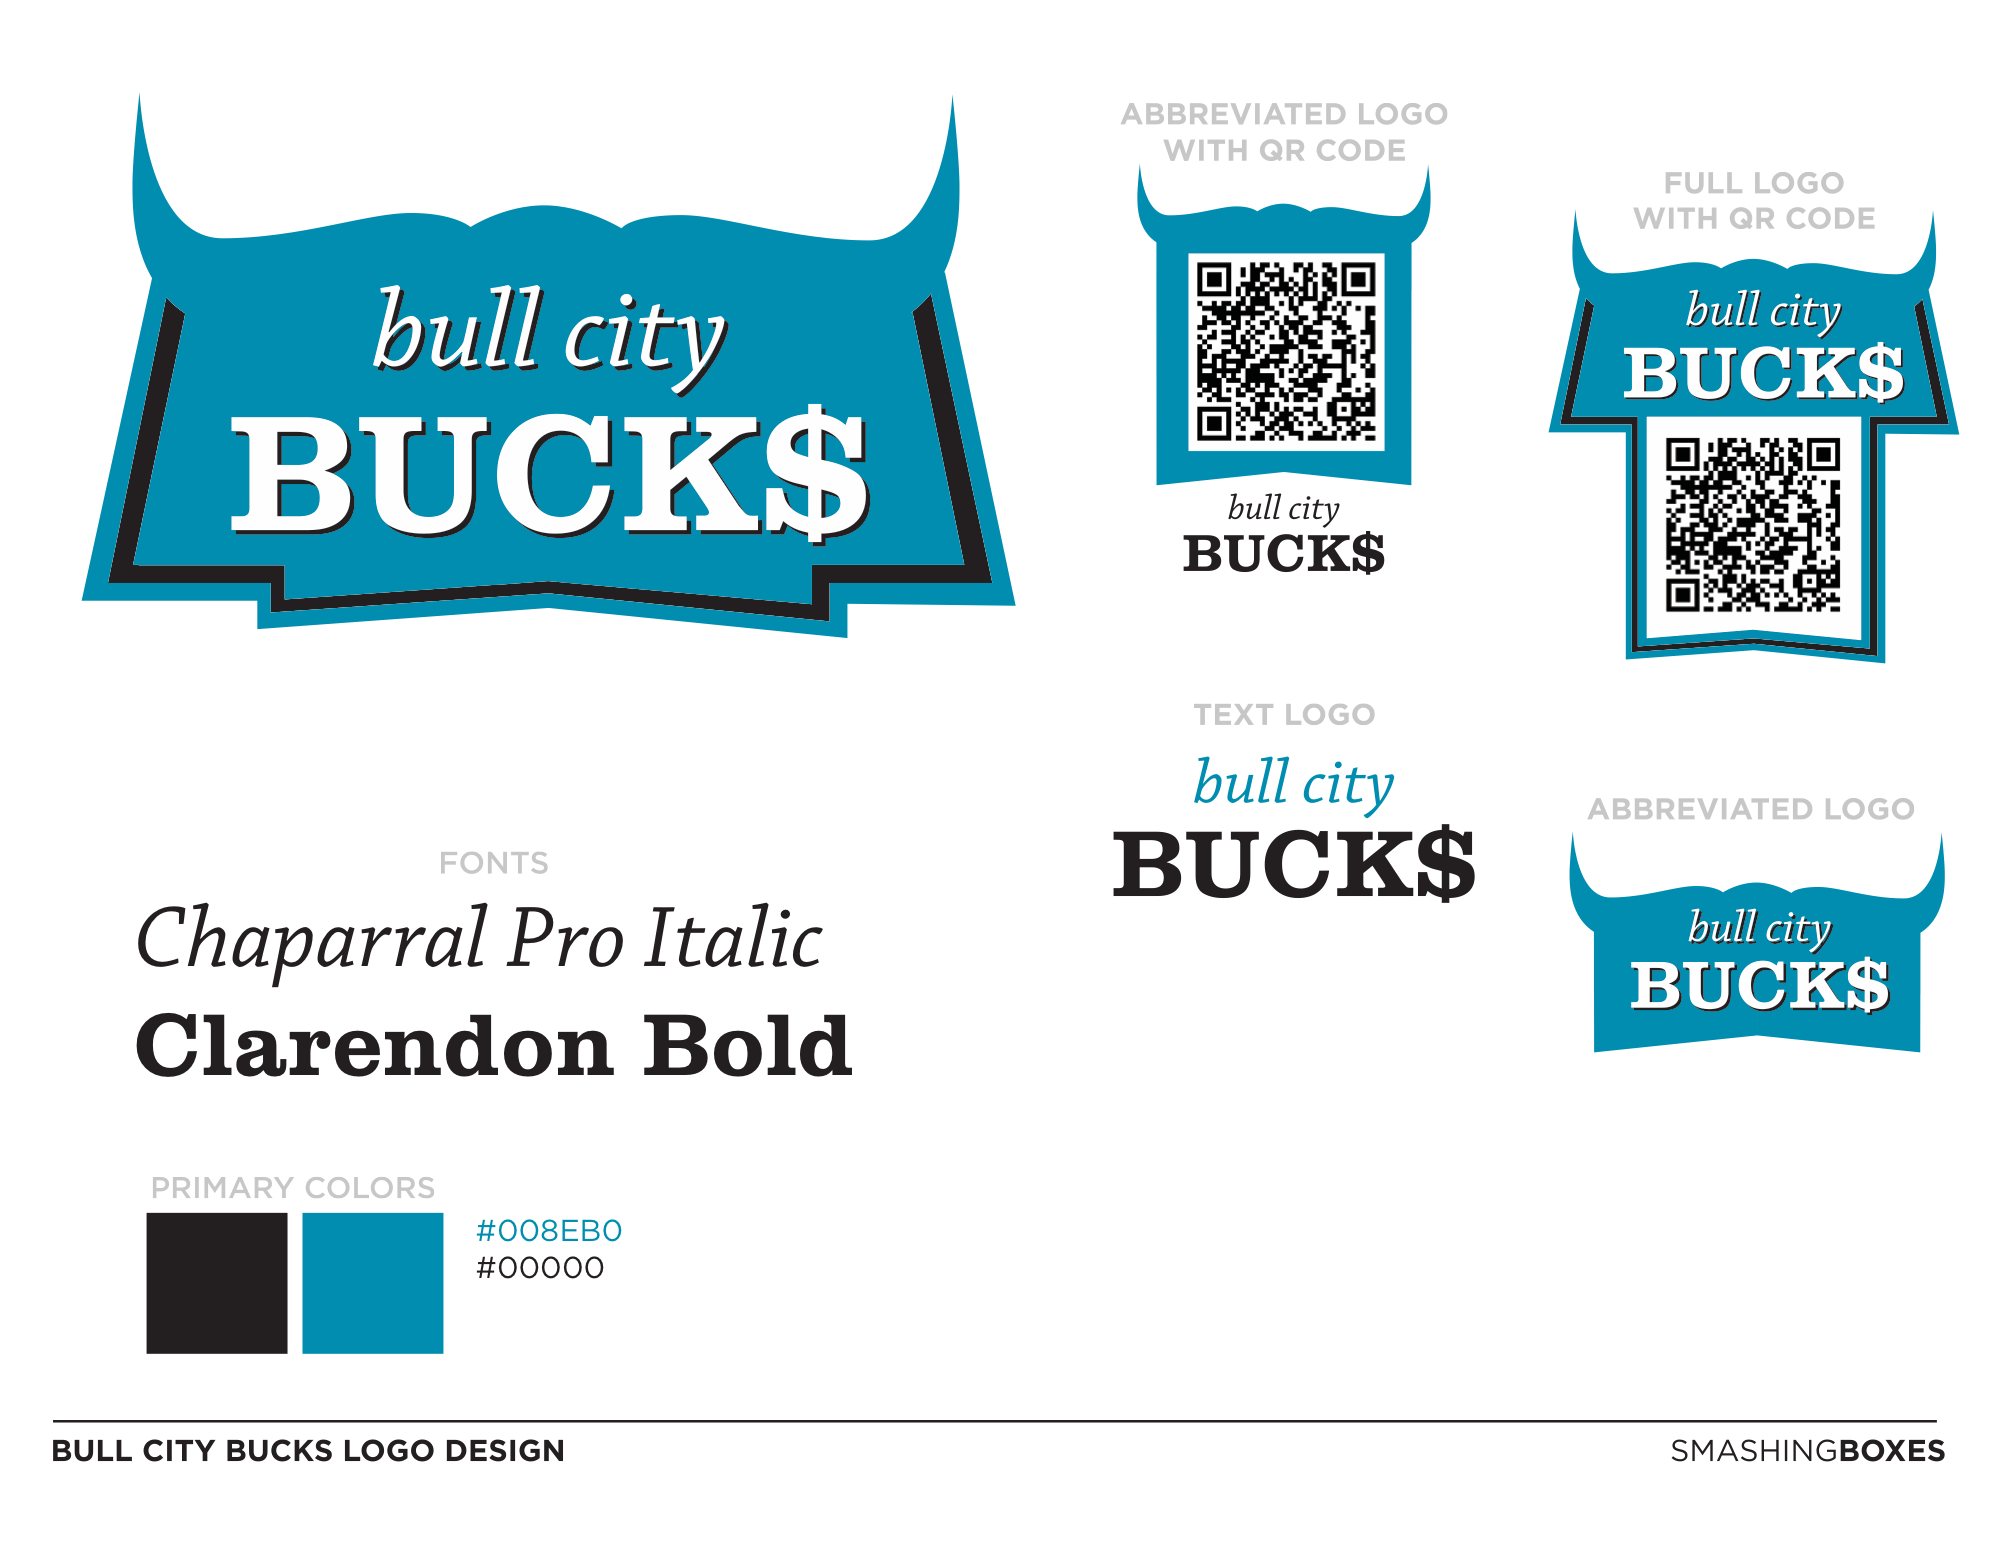 bull city
BUCK$
ABBREVIATED LOGO
WITH QR CODE
bull city
BUCK$
FULL LOGO
WITH QR CODE
bull city
BUCK$
TEXT LOGO
bull city
BUCK$
ABBREVIATED LOGO
bull city
BUCK$
FONTS
Chaparral Pro Italic
Clarendon Bold
PRIMARY COLORS
#008EB0
#00000
BULL CITY BUCKS LOGO DESIGN
SMASHINGBOXES